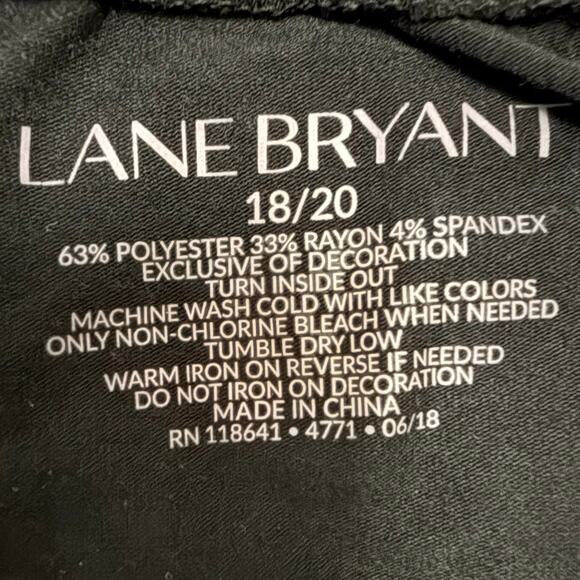 LANE BRYANT
18/20
63% POLYESTER 33% RAYON 4% SPANDEX
EXCLUSIVE OF DECORATION
TURN INSIDE OUT
MACHINE WASH COLD WITH LIKE COLORS
ONLY NON-CHLORINE BLEACH WHEN NEEDED
TUMBLE DRY LOW
WARM IRON ON REVERSE IF NEEDED
DO NOT IRON ON DECORATION
MADE IN CHINA
RN 118641 • 4771 • 06/18